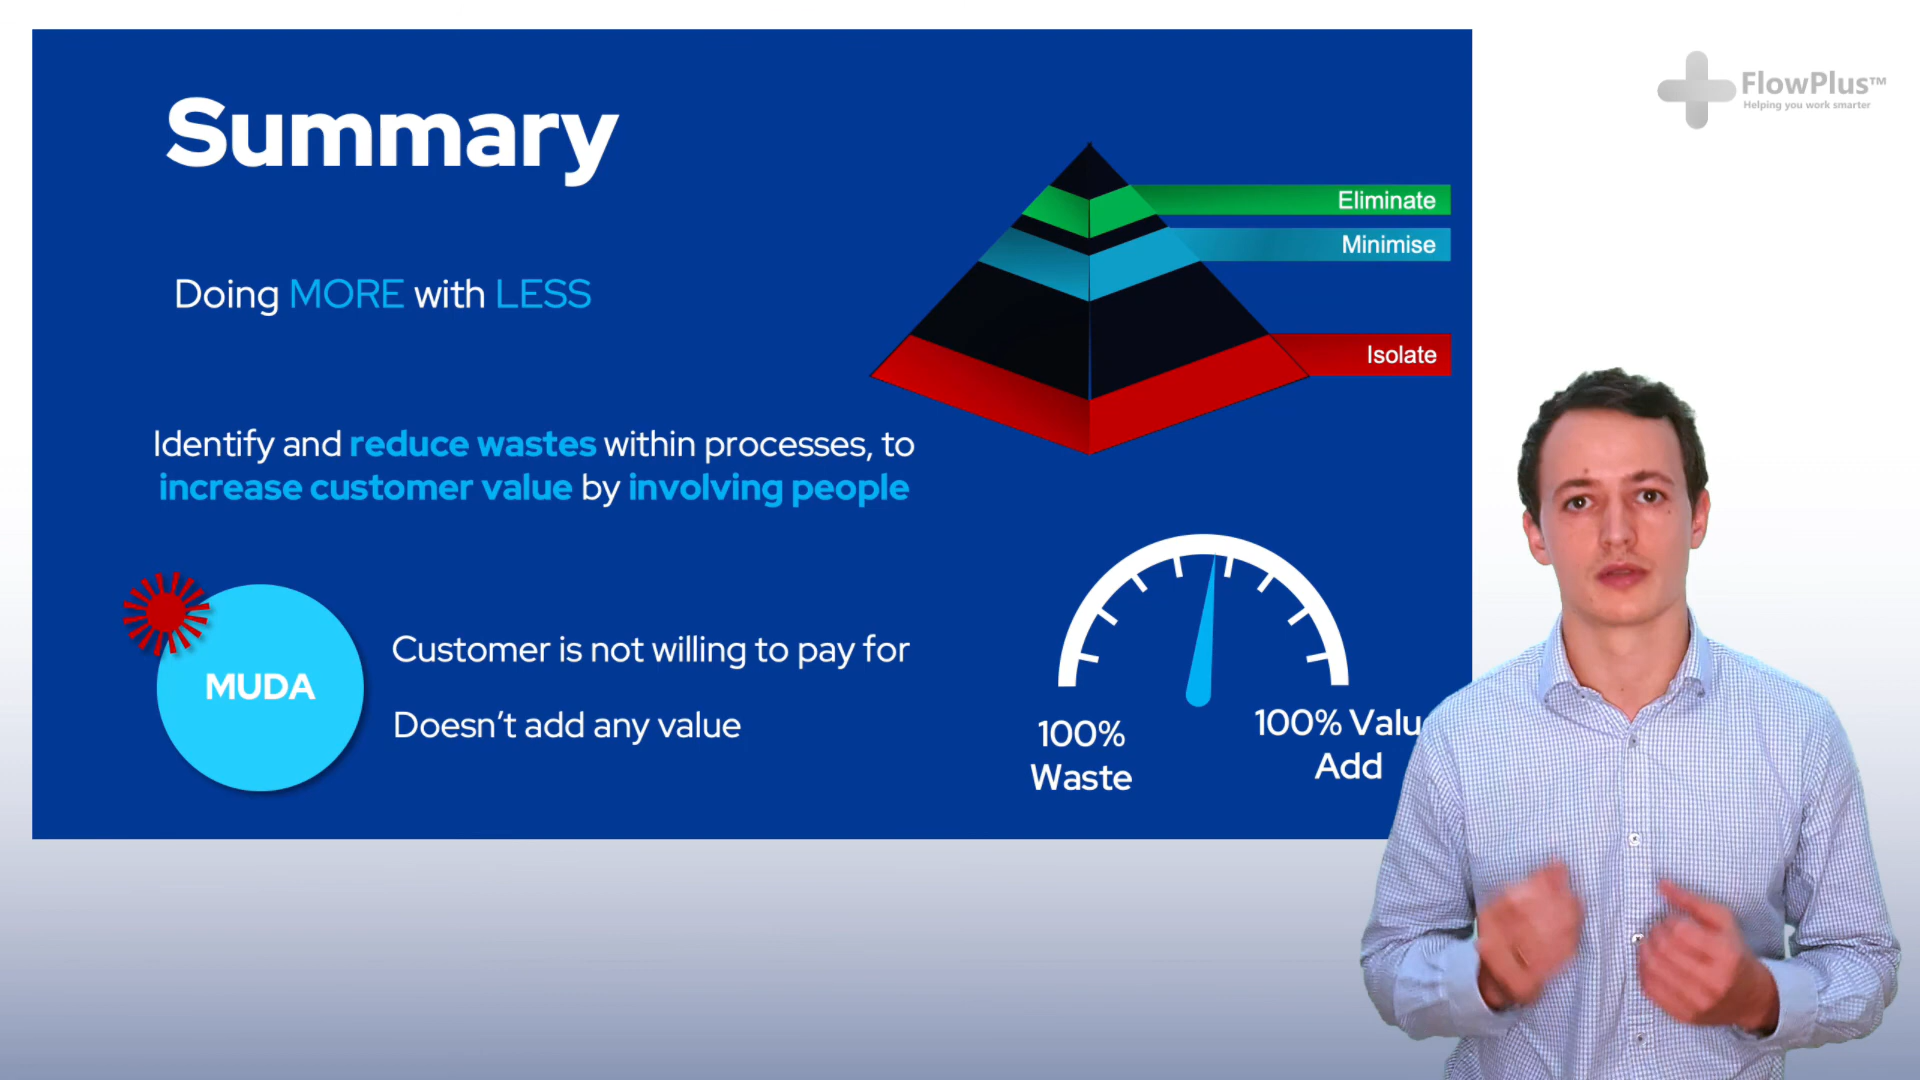 Summary
Doing MORE with LESS
Identify and reduce wastes within processes, to
increase customer value by involving people
MUDA
Customer is not willing to pay for
Doesn't add any value
Eliminate
Minimise
Isolate
100%
Waste
100% Valu
Add
FlowPlus™
Helping you work smarter